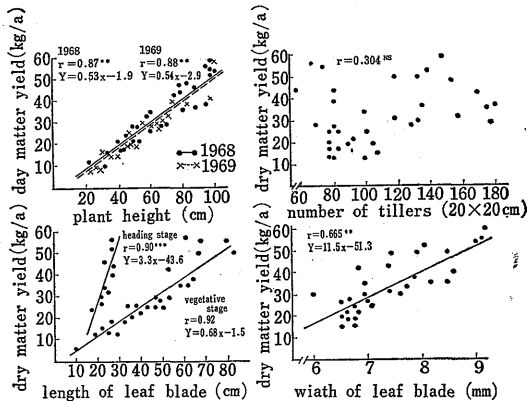 day matter yield(kg/a)
60
50
40
30
20
10
1968
r=0.87**
Y=0.53x-1.9
1969
r=0.88**
Y=0.54x-2.9
1968
1969
20 40 60 80 100
plant height (cm)
dry matter yield(kg/a)
60
50
40
30
20
10
r=0.304 NS
60 80 100 120 140 160 180
number of tillers (20×20cm)
dry matter yield(kg/a)
60
50
40
30
20
10
heading stage
r=0.90***
Y=3.3x-43.6
vegetative
stage
r=0.92
Y=0.68x-1.5
10 20 30 40 50 60 70 80
length of leaf blade (cm)
dry matter yield(kg/a)
60
50
40
30
20
10
r=0.665**
Y=11.5x-51.3
6 7 8 9
wiath of leaf blade (mm)